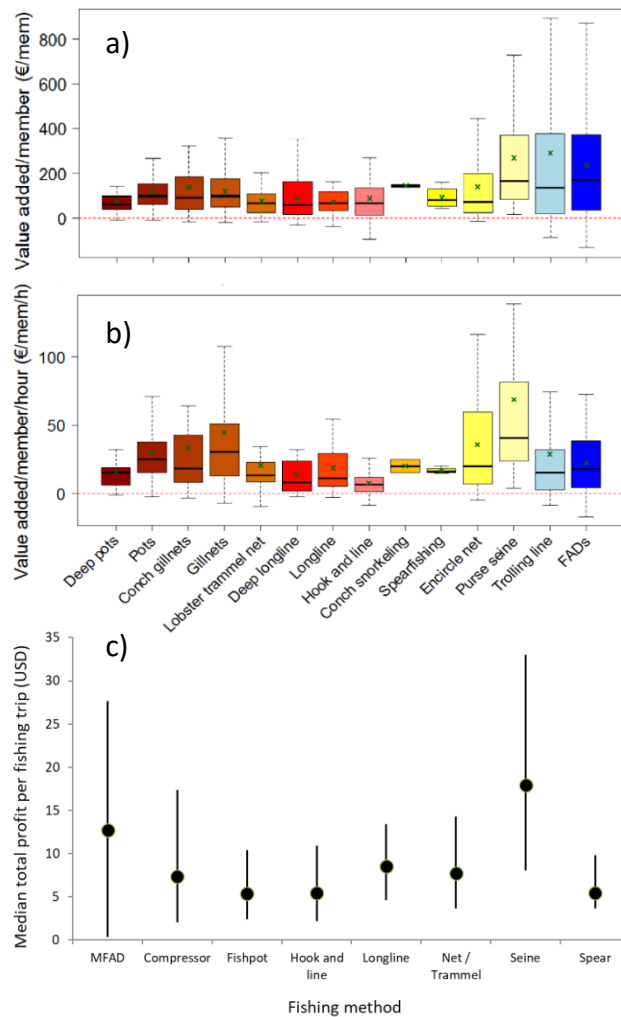 a)
Value added/member (€/mem)
800
600
400
200
0
b)
Value added/member/hour (€/mem/h)
100
50
0
Deep pots
Pots
Conch gillnets
Gillnets
Lobster trammel net
Deep longline
Longline
Hook and line
Conch snorkeling
Spearfishing
Encircle net
Purse seine
Trolling line
FADs
c)
Median total profit per fishing trip (USD)
35
30
25
20
15
10
5
0
MFAD
Compressor
Fishpot
Hook and
line
Longline
Net /
Trammel
Seine
Spear
Fishing method